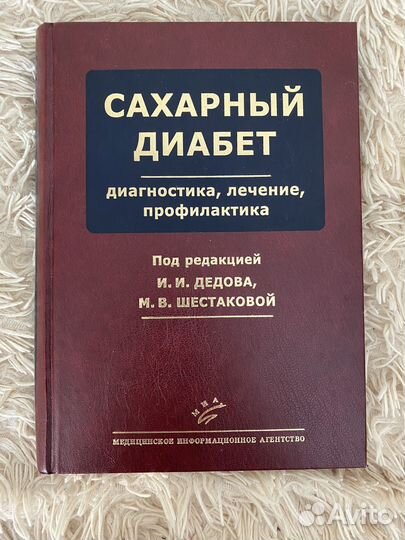 САХАРНЫЙ
ДИАБЕТ
диагностика, лечение,
профилактика
Под редакцией
И. И. ДЕДОВА,
М. В. ШЕСТАКОВОЙ
МИА
МЕДИЦИНСКОЕ ИНФОРМАЦИОННОЕ АГЕНТСТВО
Avito